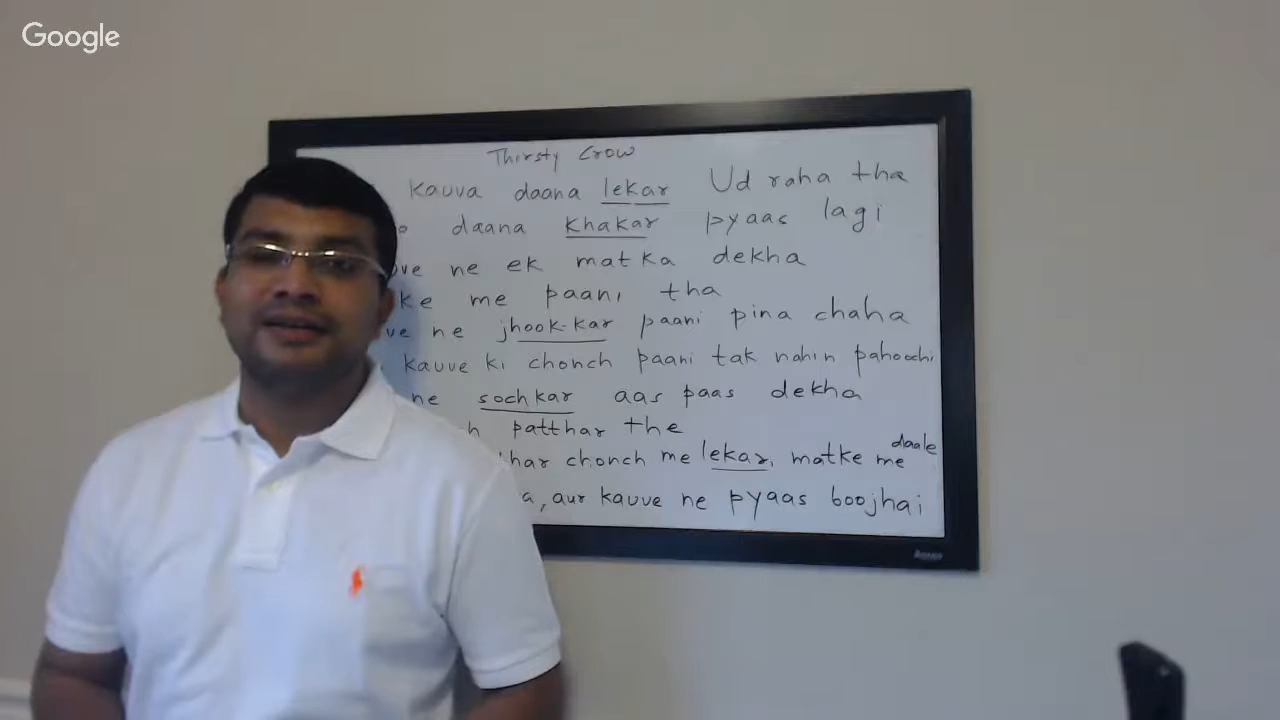 Google
Thirsty Crow
kauva daana lekar Ud raha tha
daana khakar pyaas lagi
ne ek matka dekha
me paani tha
ne jhook-kar paani pina chaha
kauve ki chonch paani tak nahin pahoochi
ne sochkar aas paas dekha
patthar the
chonch me lekar, matke me daale
, aur kauve ne pyaas boojhai